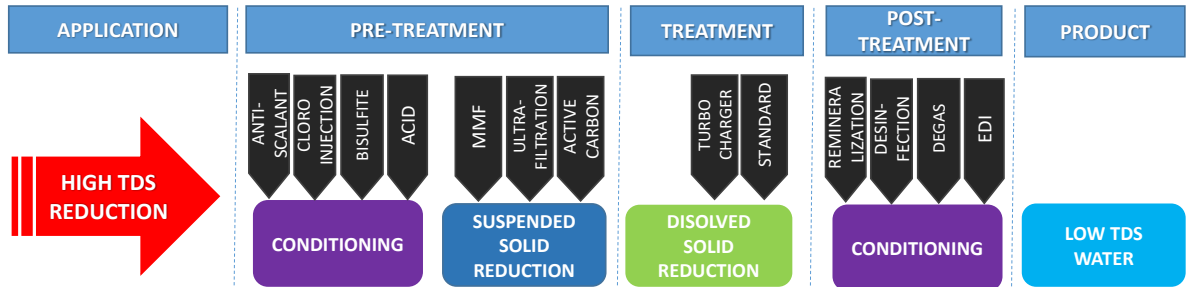 APPLICATION
PRE-TREATMENT
TREATMENT
POST-
TREATMENT
PRODUCT
HIGH TDS
REDUCTION
ANTI-
SCALANT
CLORO
INJECTION
BISULFITE
ACID
CONDITIONING
MMF
ULTRA-
FILTRATION
ACTIVE
CARBON
SUSPENDED
SOLID
REDUCTION
TURBO
CHARGER
STANDARD
DISOLVED
SOLID
REDUCTION
REMINERA
LIZATION
DESIN-
FECTION
DEGAS
EDI
CONDITIONING
LOW TDS
WATER